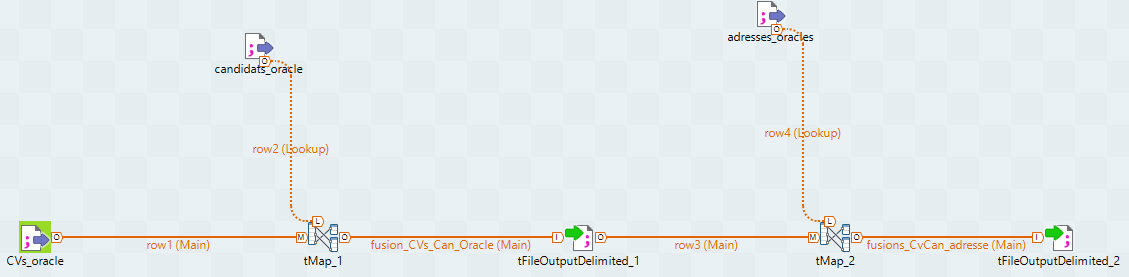 adresses_oracles
candidats_oracle
row4 (Lookup)
row2 (Lookup)
CVs_oracle
row1 (Main)
tMap_1
fusion_CVs_Can_Oracle (Main)
tFileOutputDelimited_1
row3 (Main)
tMap_2
fusions_CvCan_adresse (Main)
tFileOutputDelimited_2
O
O
L
L
O
M
O
I
O
M
O
I